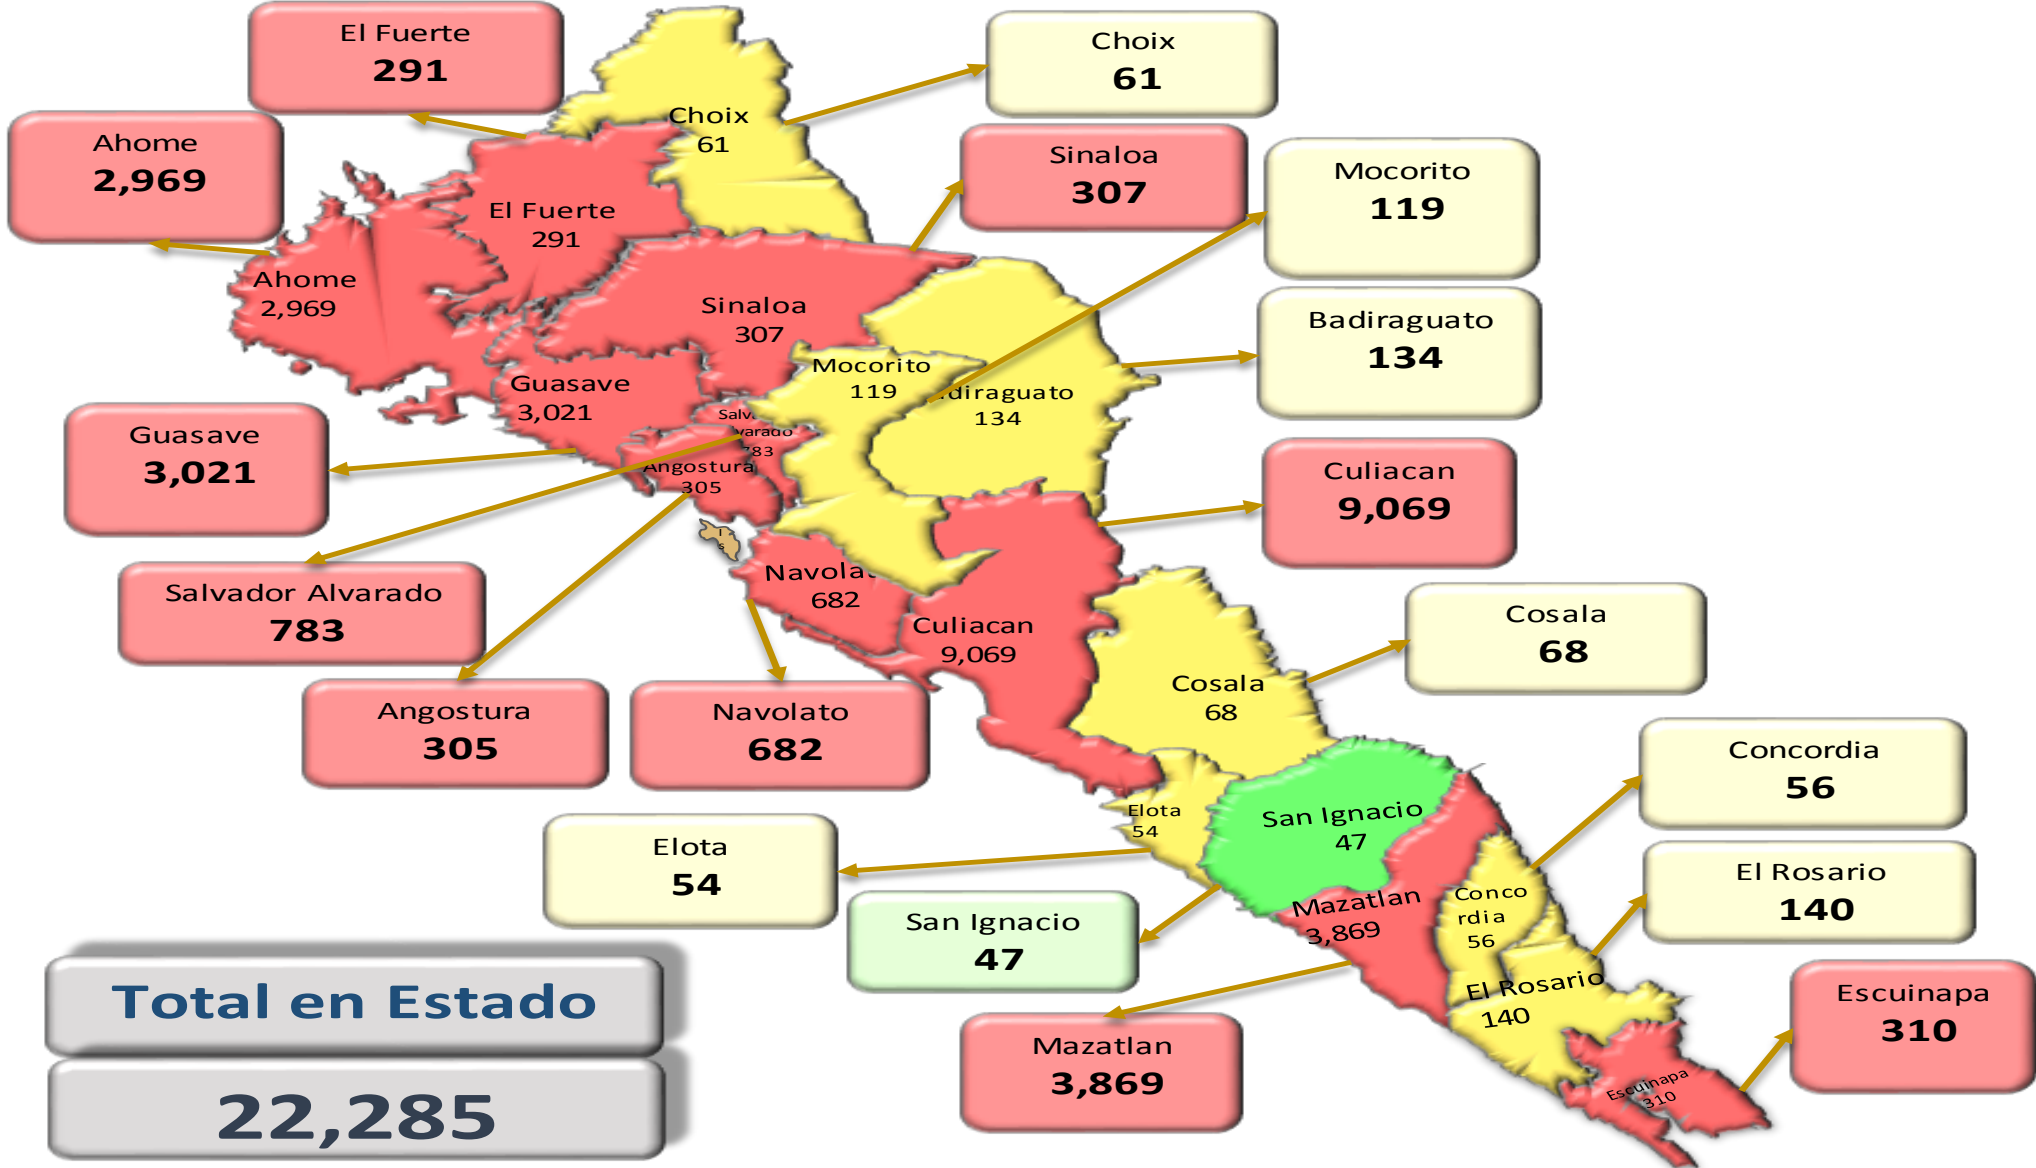 El Fuerte
291
Choix
61
Ahome
2,969
Sinaloa
307
Mocorito
119
Badiraguato
134
Guasave
3,021
Culiacan
9,069
Salvador Alvarado
783
Cosala
68
Angostura
305
Navolato
682
Concordia
56
Elota
54
El Rosario
140
San Ignacio
47
Escuinapa
310
Mazatlan
3,869
Choix
61
El Fuerte
291
Ahome
2,969
Sinaloa
307
Mocorito
119
diraguato
134
Guasave
3,021
Salv
varado
783
Angostura
305
Navola
682
Culiacan
9,069
Cosala
68
Elota
54
San Ignacio
47
Mazatlan
3,869
Conco
rdia
56
El Rosario
140
Escuinapa
310
Total en Estado
22,285